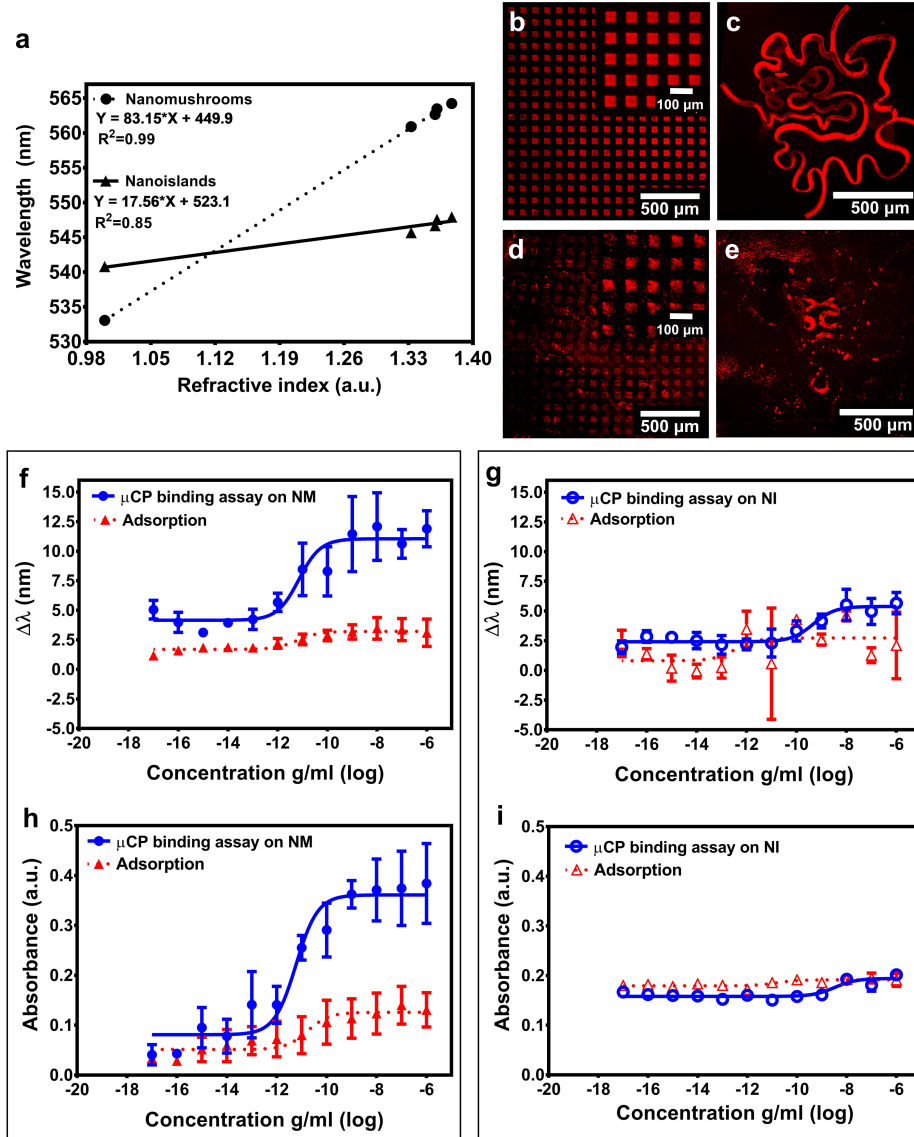 a
Wavelength (nm)
565
560
555
550
545
540
535
530
Nanomushrooms
Y = 83.15*X + 449.9
R²=0.99
Nanoislands
Y = 17.56*X + 523.1
R²=0.85
0.98 1.05 1.12 1.19 1.26 1.33 1.40
Refractive index (a.u.)
b
100 µm
500 µm
c
500 µm
d
100 µm
500 µm
e
500 µm
f
µCP binding assay on NM
Adsorption
Δλ (nm)
15.0
12.5
10.0
7.5
5.0
2.5
0.0
-2.5
-5.0
-20 -18 -16 -14 -12 -10 -8 -6
Concentration g/ml (log)
g
µCP binding assay on NI
Adsorption
Δλ (nm)
15.0
12.5
10.0
7.5
5.0
2.5
0.0
-2.5
-5.0
-20 -18 -16 -14 -12 -10 -8 -6
Concentration g/ml (log)
h
µCP binding assay on NM
Adsorption
Absorbance (a.u.)
0.5
0.4
0.3
0.2
0.1
0.0
-20 -18 -16 -14 -12 -10 -8 -6
Concentration g/ml (log)
i
µCP binding assay on NI
Adsorption
Absorbance (a.u.)
0.5
0.4
0.3
0.2
0.1
0.0
-20 -18 -16 -14 -12 -10 -8 -6
Concentration g/ml (log)